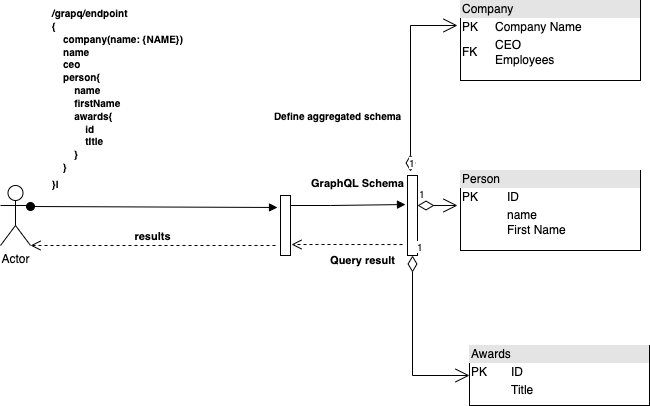 /grapq/endpoint
{
company(name: {NAME})
name
ceo
person{
name
firstName
awards{
id
title
}
}
}I
Actor
results
Define aggregated schema
GraphQL Schema
Query result
1
1
1
Company
PK Company Name
FK CEO
Employees
Person
PK ID
name
First Name
Awards
PK ID
Title